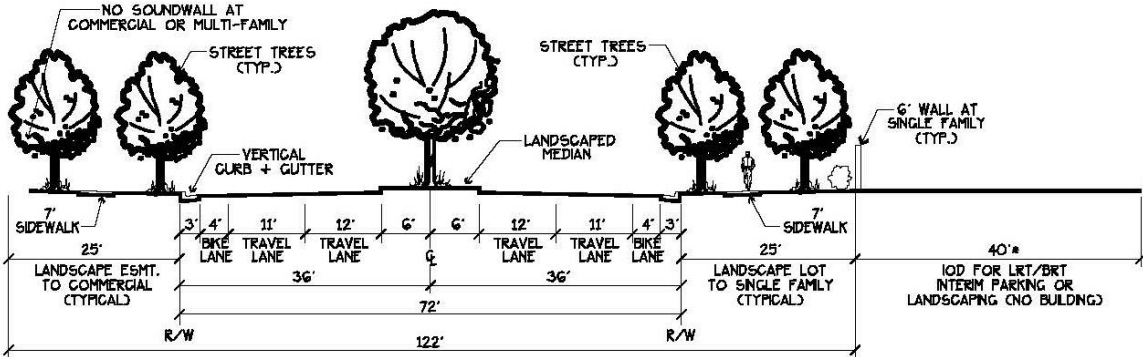 NO SOUNDWALL AT
COMMERCIAL OR MULTI-FAMILY
STREET TREES
(TYP.)
STREET TREES
(TYP.)
6' WALL AT
SINGLE FAMILY
(TYP.)
VERTICAL
CURB + GUTTER
LANDSCAPED
MEDIAN
7'
SIDEWALK
7'
SIDEWALK
3' 4' 11' 12' 6' 6' 12' 11' 4' 3'
BIKE
LANE
TRAVEL
LANE
TRAVEL
LANE
TRAVEL
LANE
TRAVEL
LANE
BIKE
LANE
℄
25' 25' 40'*
LANDSCAPE ESMT.
TO COMMERCIAL
(TYPICAL)
36' 36'
LANDSCAPE LOT
TO SINGLE FAMILY
(TYPICAL)
IOD FOR LRT/BRT
INTERIM PARKING OR
LANDSCAPING (NO BUILDING)
72'
R/W R/W
122'